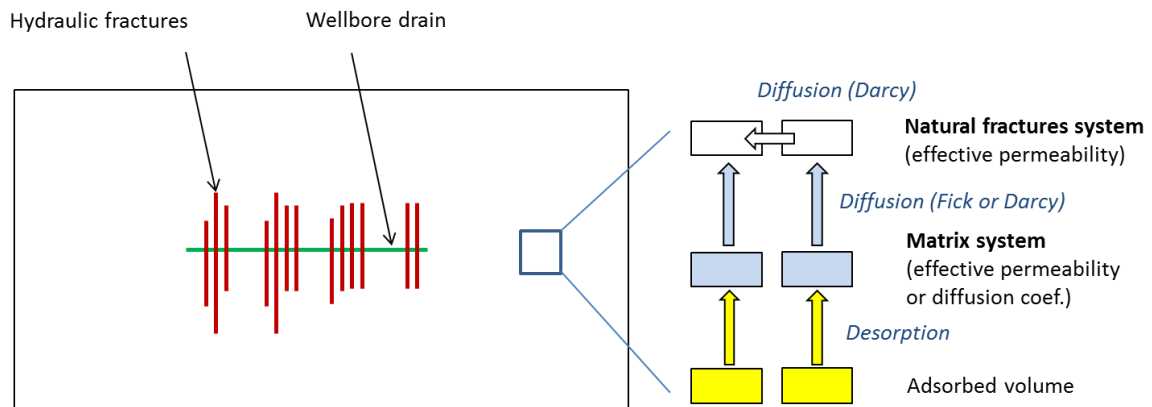 Hydraulic fractures
Wellbore drain
Diffusion (Darcy)
Natural fractures system
(effective permeability)
Diffusion (Fick or Darcy)
Matrix system
(effective permeability
or diffusion coef.)
Desorption
Adsorbed volume